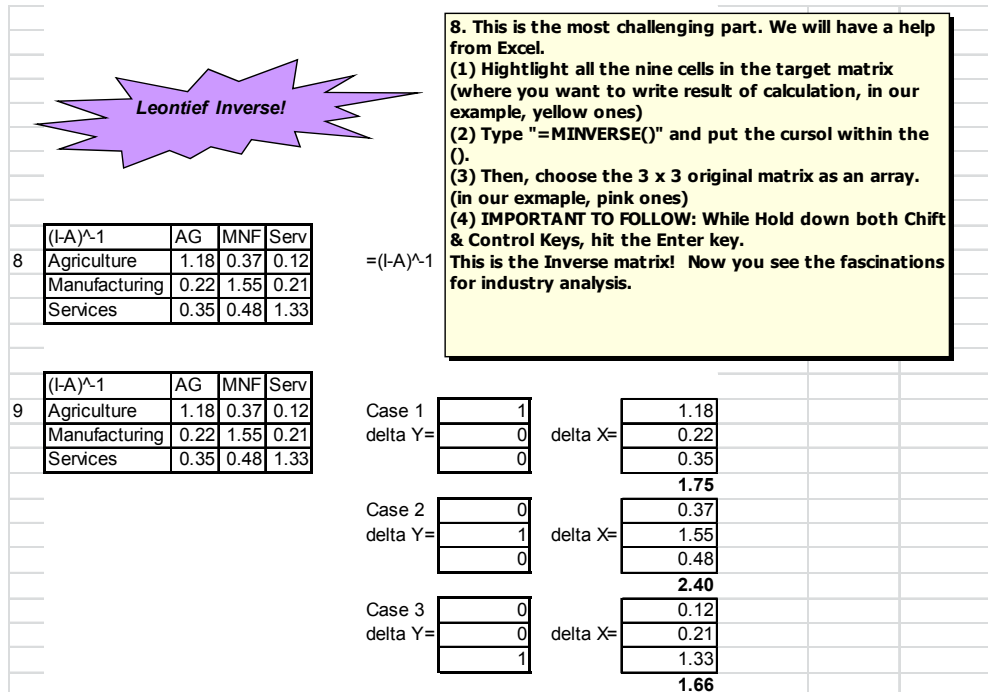 8. This is the most challenging part. We will have a help
from Excel.
(1) Hightlight all the nine cells in the target matrix
(where you want to write result of calculation, in our
example, yellow ones)
(2) Type "=MINVERSE()" and put the cursol within the
().
(3) Then, choose the 3 x 3 original matrix as an array.
(in our exmaple, pink ones)
(4) IMPORTANT TO FOLLOW: While Hold down both Chift
& Control Keys, hit the Enter key.
This is the Inverse matrix!  Now you see the fascinations
for industry analysis.
Leontief Inverse!
(I-A)^-1 AG MNF Serv
8 Agriculture 1.18 0.37 0.12 =(I-A)^-1
Manufacturing 0.22 1.55 0.21
Services 0.35 0.48 1.33
(I-A)^-1 AG MNF Serv
9 Agriculture 1.18 0.37 0.12
Manufacturing 0.22 1.55 0.21
Services 0.35 0.48 1.33
Case 1 1 1.18
delta Y= 0 delta X= 0.22
0 0.35
1.75
Case 2 0 0.37
delta Y= 1 delta X= 1.55
0 0.48
2.40
Case 3 0 0.12
delta Y= 0 delta X= 0.21
1 1.33
1.66